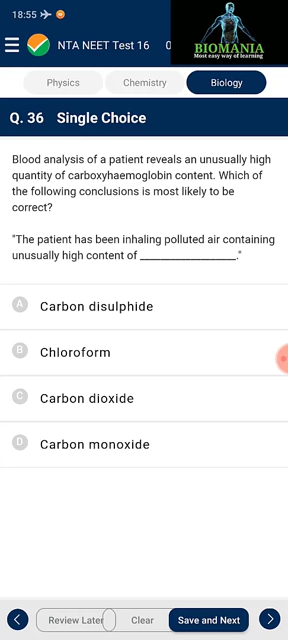 18:55
BIOMANIA
Most easy way of learning
NTA NEET Test 16 0
Physics Chemistry Biology
Q. 36 Single Choice
Blood analysis of a patient reveals an unusually high
quantity of carboxyhaemoglobin content. Which of
the following conclusions is most likely to be
correct?
"The patient has been inhaling polluted air containing
unusually high content of ___________________."
A Carbon disulphide
B Chloroform
C Carbon dioxide
D Carbon monoxide
< Review Later Clear Save and Next >